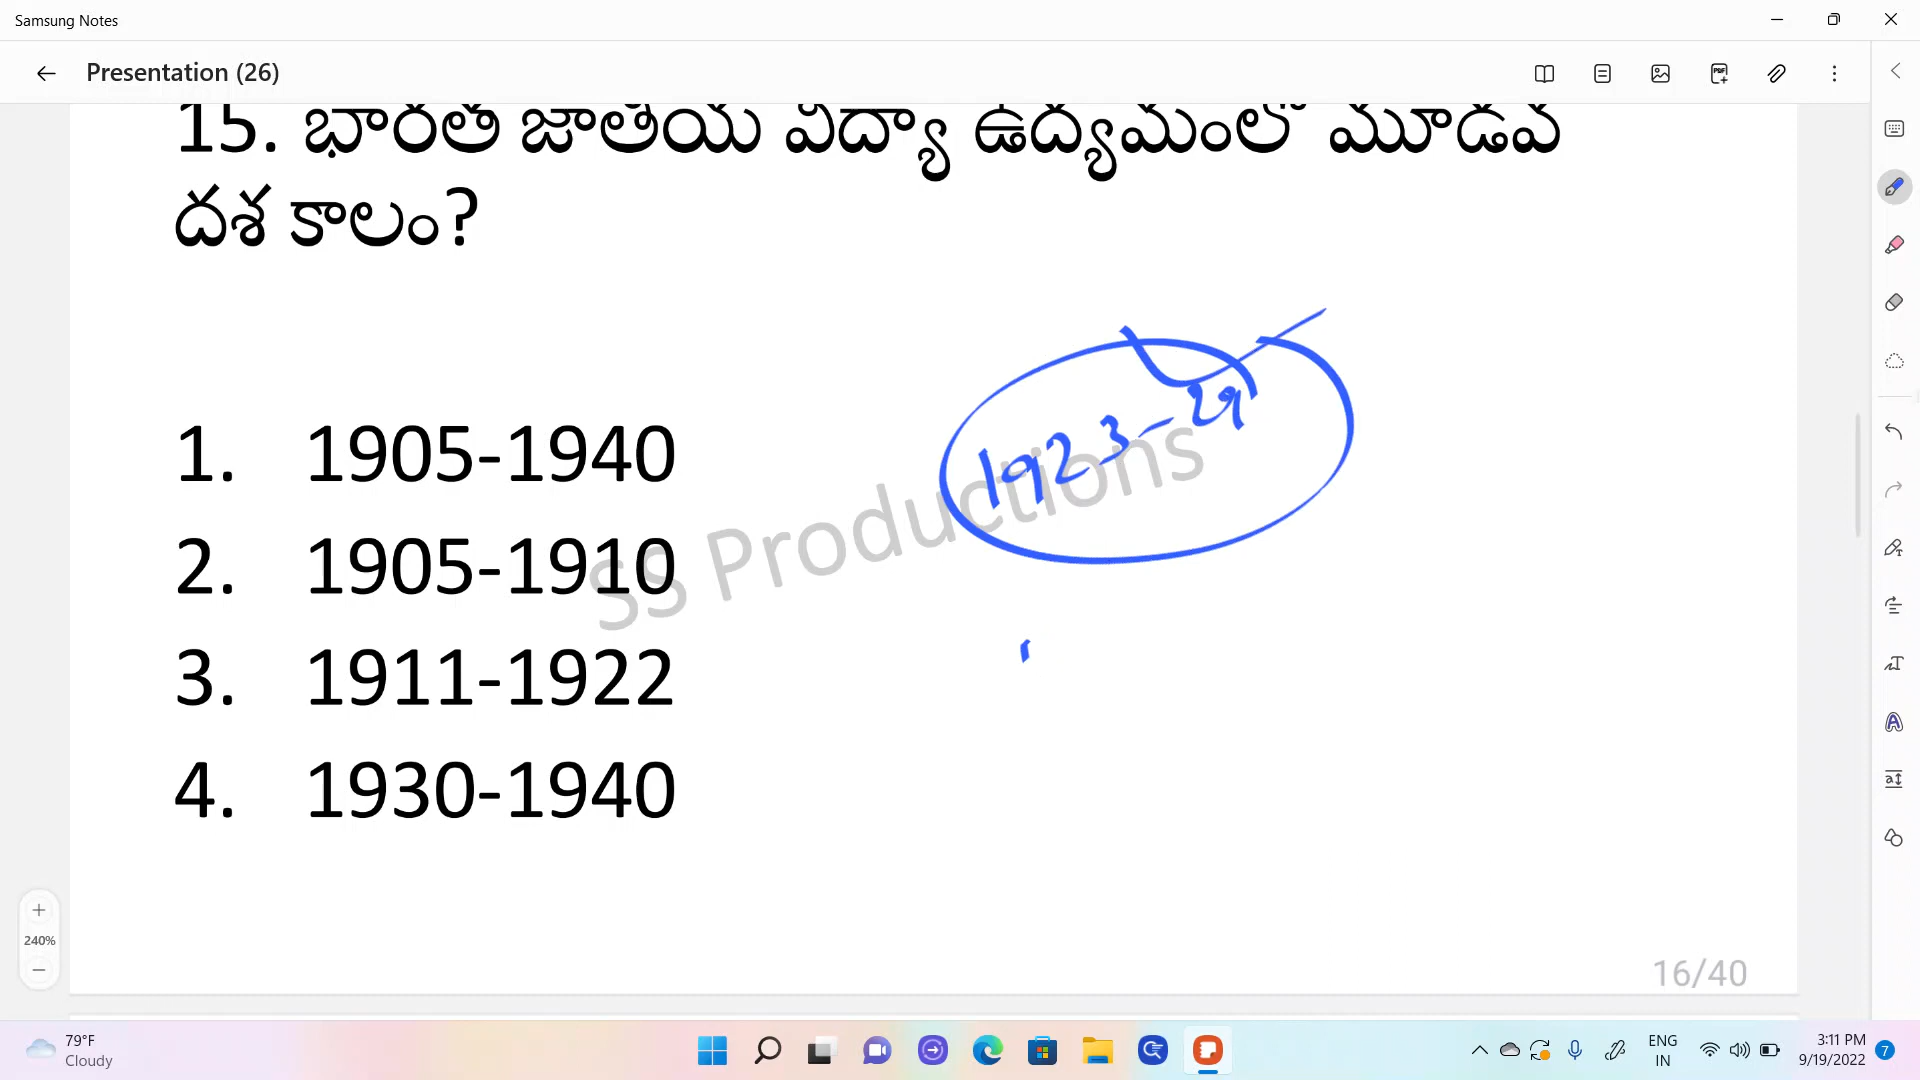 Samsung Notes
Presentation (26)
15. భారత జాతీయ విద్యా ఉద్యమంలో మూడవ
దశ కాలం?
1. 1905-1940
2. 1905-1910
3. 1911-1922
4. 1930-1940
1923-29
SS Productions
16/40
240%
79°F
Cloudy
ENG
IN
3:11 PM
9/19/2022
7